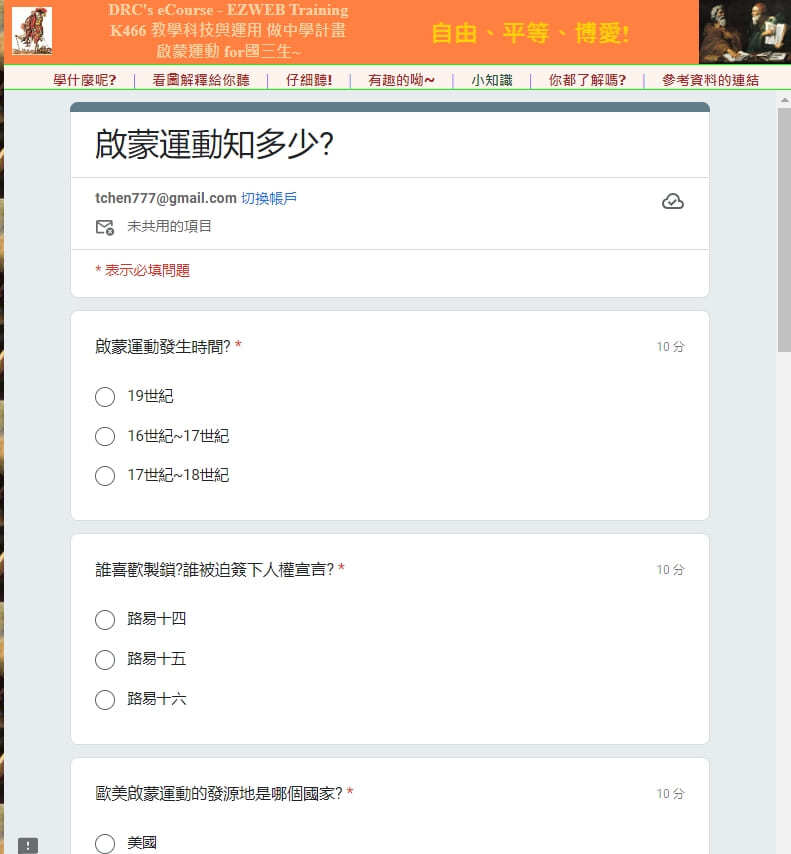 DRC's eCourse - EZWEB Training
K466 教學科技與運用 做中學計畫
啟蒙運動 for國三生~
自由、平等、博愛!
學什麼呢? | 看圖解釋給你聽 | 仔細聽! | 有趣的呦~ | 小知識 | 你都了解嗎? | 參考資料的連結
啟蒙運動知多少?
tchen777@gmail.com 切換帳戶
未共用的項目
* 表示必填問題
啟蒙運動發生時間? * 10 分
19世紀
16世紀~17世紀
17世紀~18世紀
誰喜歡製鎖?誰被迫簽下人權宣言? * 10 分
路易十四
路易十五
路易十六
歐美啟蒙運動的發源地是哪個國家? * 10 分
美國